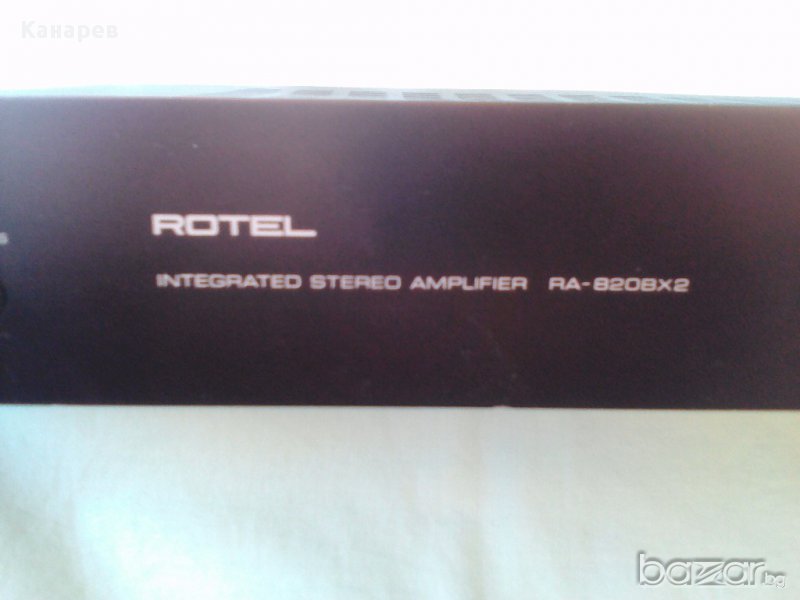 Канарев
ROTEL
INTEGRATED STEREO AMPLIFIER RA-820BX2
bazar.bg